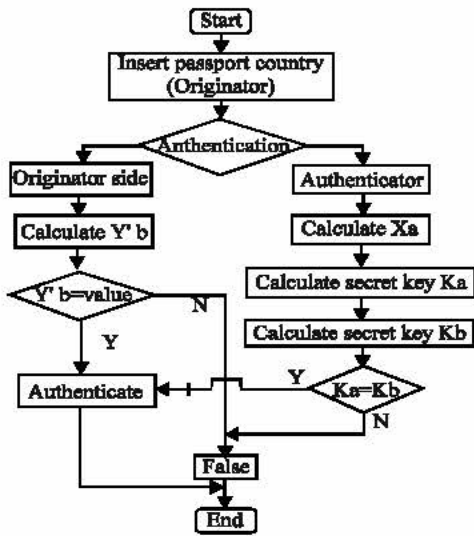 Start
Insert passport country
(Originator)
Anthentication
Originator side
Authenticator
Calculate Y' b
Calculate Xa
Calculate secret key Ka
Y' b=value
N
Calculate secret key Kb
Y
Y
Authenticate
Ka=Kb
N
False
End